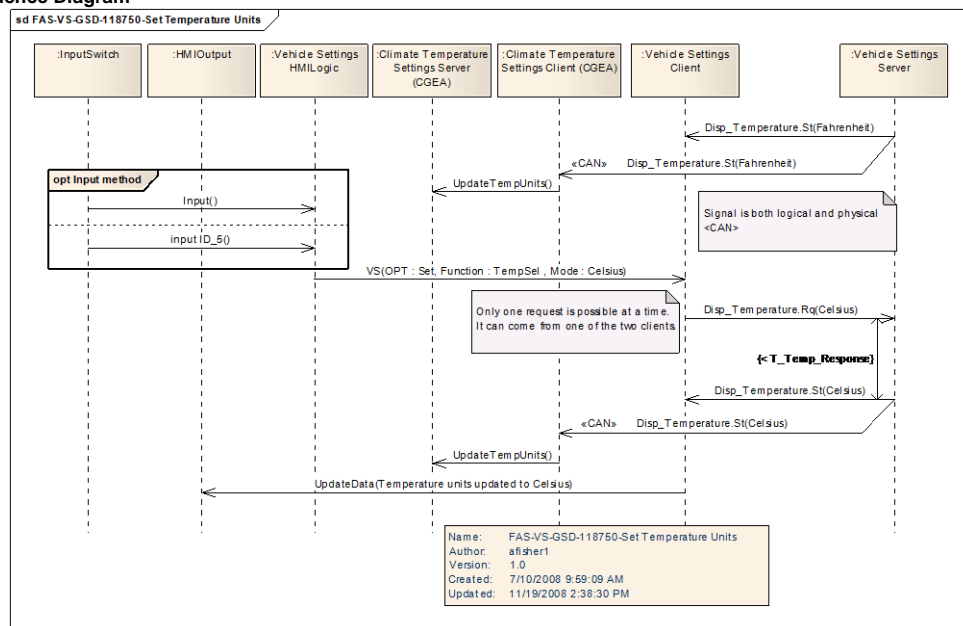 sd FAS-VS-GSD-118750-Set Temperature Units
:InputSwitch
:HMIOutput
:Vehicle Settings
HMILogic
:Climate Temperature
Settings Server
(CGEA)
:Climate Temperature
Settings Client (CGEA)
:Vehicle Settings
Client
:Vehicle Settings
Server
Disp_Temperature.St(Fahrenheit)
«CAN» Disp_Temperature.St(Fahrenheit)
opt Input method
UpdateTempUnits()
Input()
Signal is both logical and physical
<CAN>
input ID_5()
VS(OPT : Set, Function : TempSel , Mode : Celsius)
Only one request is possible at a time.
It can come from one of the two clients.
Disp_Temperature.Rq(Celsius)
{< T_Temp_Response}
Disp_Temperature.St(Celsius)
«CAN» Disp_Temperature.St(Celsius)
UpdateTempUnits()
UpdateData(Temperature units updated to Celsius)
Name: FAS-VS-GSD-118750-Set Temperature Units
Author: afisher1
Version: 1.0
Created: 7/10/2008 9:59:09 AM
Updated: 11/19/2008 2:38:30 PM